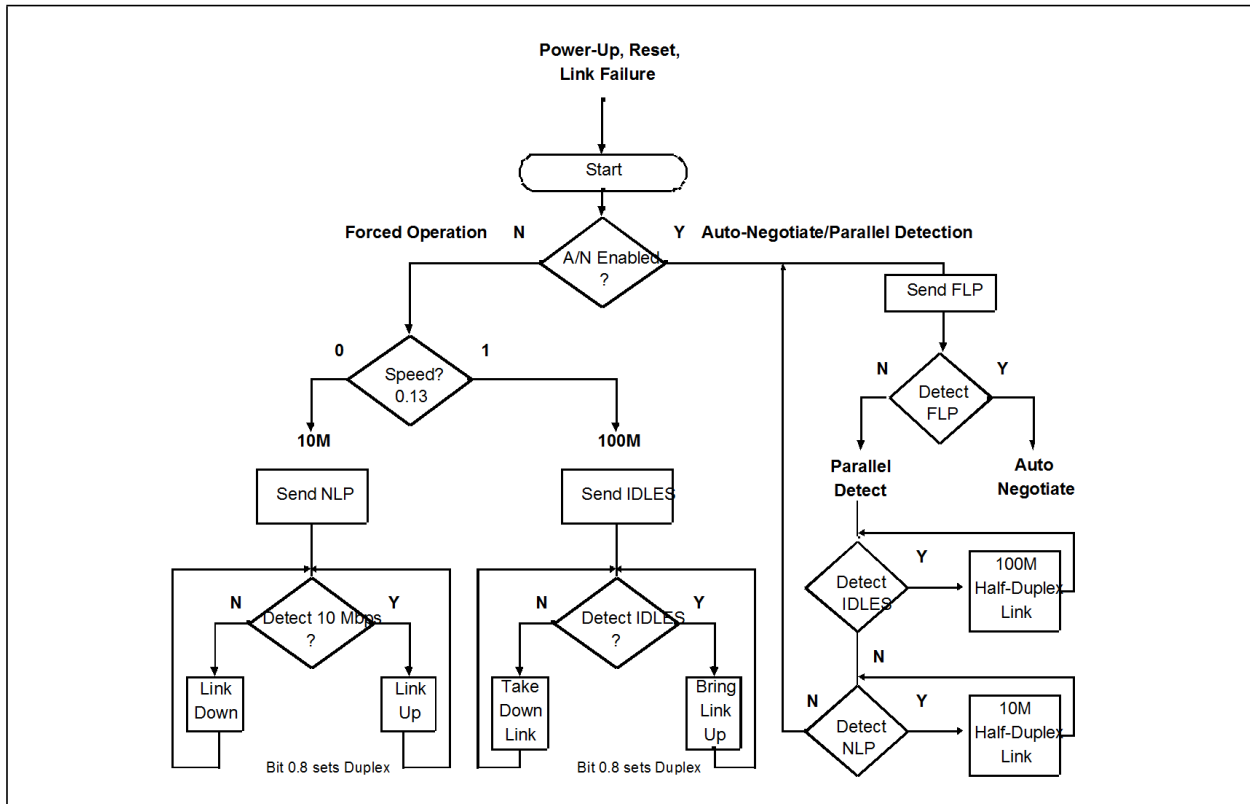 Power-Up, Reset,
Link Failure
Start
Forced Operation N
Y Auto-Negotiate/Parallel Detection
A/N Enabled
?
Send FLP
0
1
Speed?
0.13
N
Y
Detect
FLP
10M
100M
Parallel
Detect
Auto
Negotiate
Send NLP
Send IDLES
N
Y
Detect 10 Mbps
?
N
Y
Detect IDLES
?
Y
Detect
IDLES
100M
Half-Duplex
Link
N
Link
Down
Link
Up
Take
Down
Link
Bring
Link
Up
N
Y
Detect
NLP
10M
Half-Duplex
Link
Bit 0.8 sets Duplex
Bit 0.8 sets Duplex